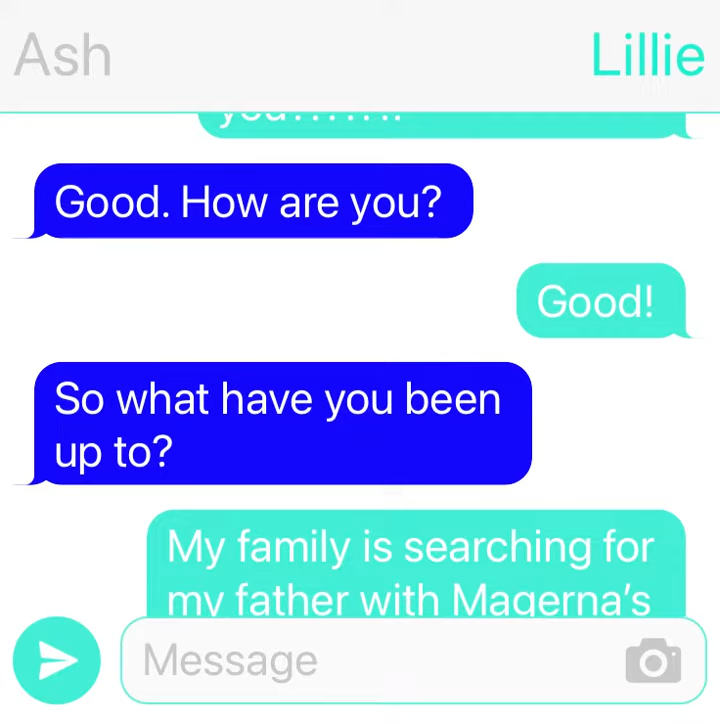 Ash
Lillie
you??????!!
Good. How are you?
Good!
So what have you been
up to?
My family is searching for
my father with Magerna’s
Message